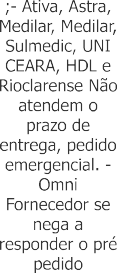 ;- Ativa, Astra,
Medilar, Medilar,
Sulmedic, UNI
CEARA, HDL e
Rioclarense Não
atendem o
prazo de
entrega, pedido
emergencial. -
Omni
Fornecedor se
nega a
responder o pré
pedido